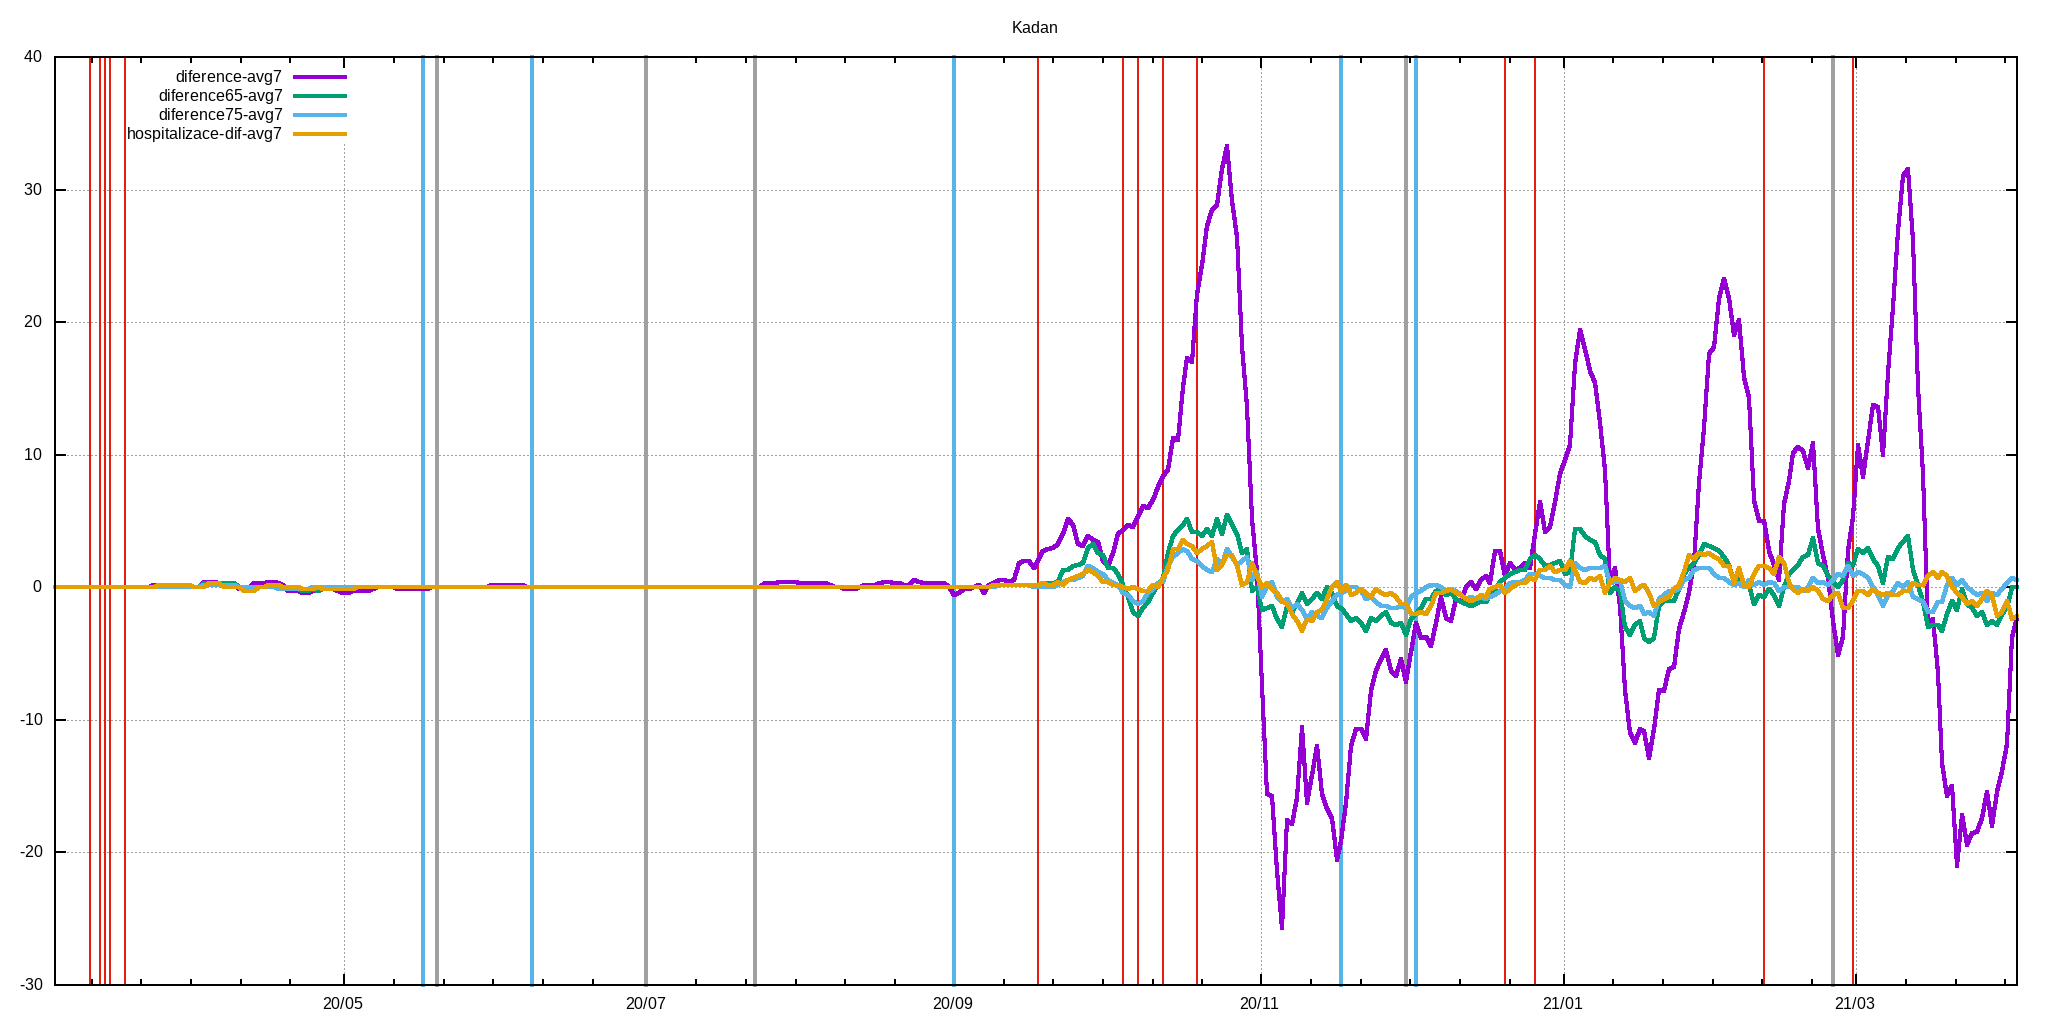 Kadan
40
diference-avg7
diference65-avg7
diference75-avg7
hospitalizace-dif-avg7
30
20
10
0
-10
-20
-30
20/05 20/07 20/09 20/11 21/01 21/03